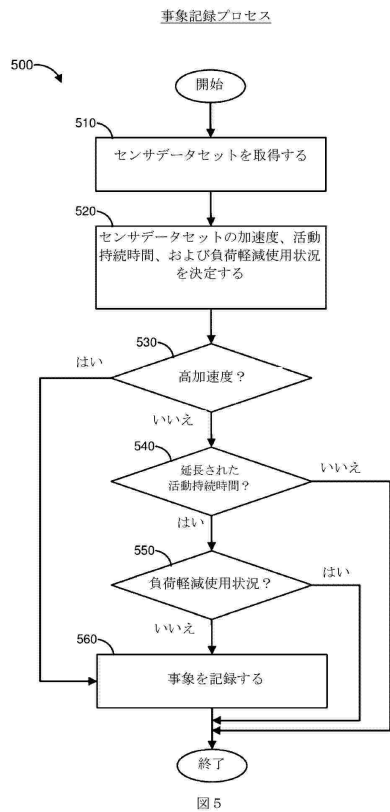 事象記録プロセス
500
開始
510
センサデータセットを取得する
520
センサデータセットの加速度、活動
持続時間、および負荷軽減使用状況
を決定する
530
はい
高加速度？
いいえ
540
延長された
活動持続時間？
いいえ
はい
550
負荷軽減使用状況？
はい
いいえ
560
事象を記録する
終了
図５